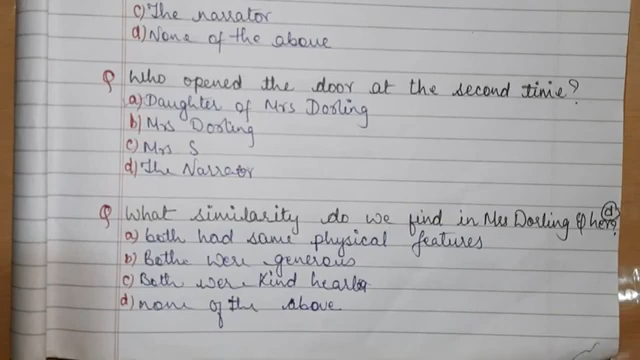 c) The narrator
d) None of the above
Q Who opened the door at the second time?
a) Daughter of Mrs Dorling
b) Mrs Dorling
c) Mrs S
d) The Narrator
Q What similarity do we find in Mrs Dorling & her d ?
a) both had same physical features
b) Bothe were generous
c) Both were kind hearted
d) none of the above